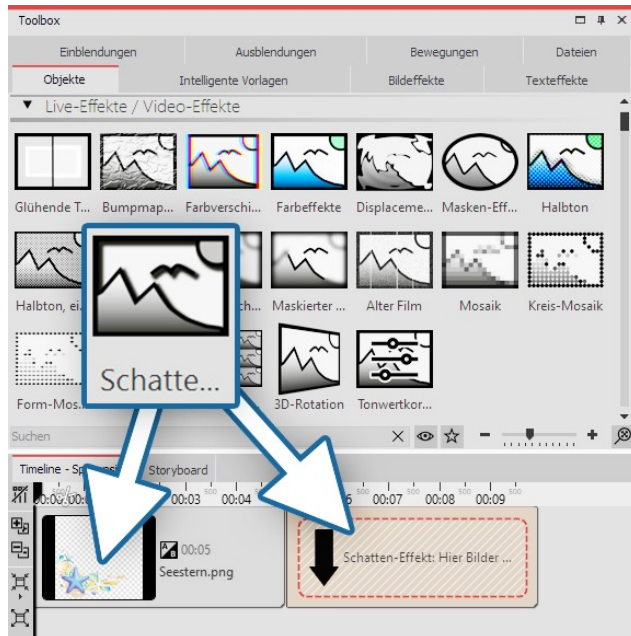 Toolbox
Einblendungen Ausblendungen Bewegungen Dateien
Objekte Intelligente Vorlagen Bildeffekte Texteffekte
Live-Effekte / Video-Effekte
Glühende T... Bumpmap... Farbverschi... Farbeffekte Displaceme... Masken-Eff... Halbton
Halbton, ei... Maskierter ... Alter Film Mosaik Kreis-Mosaik
Schatte...
Form-Mos... 3D-Rotation Tonwertkor...
Suchen
Timeline - Storyboard
00:03 00:04 00:07 00:08 00:09
00:05
Seestern.png
Schatten-Effekt: Hier Bilder ...